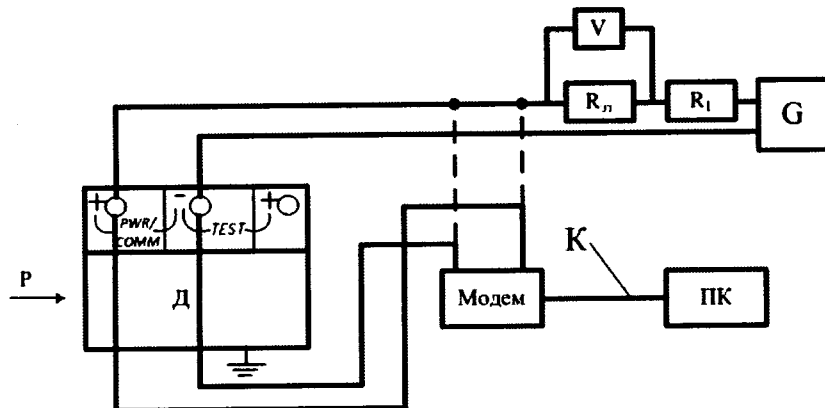 V
Rл R1
G
+ - +
PWR/ TEST
COMM
P
Д
K
Модем ПК